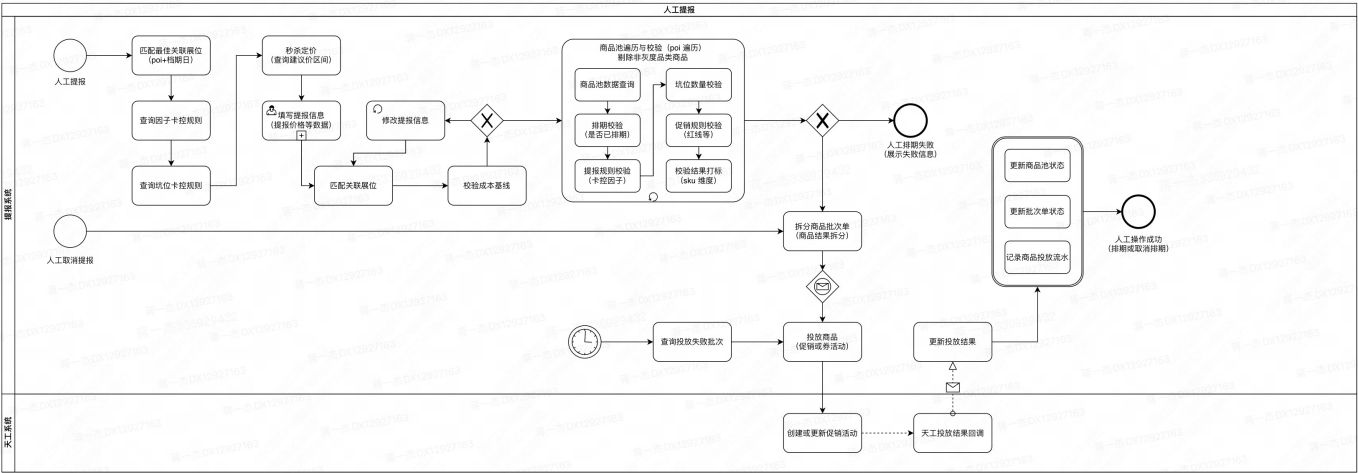 人工提报
提报系统
人工提报
匹配最佳关联展位
(poi+档期日)
查询因子卡控规则
查询坑位卡控规则
秒杀定价
(查询建议价区间)
填写提报信息
(提报价格等数据)
修改提报信息
匹配关联展位
校验成本基线
商品池遍历与校验（poi 遍历）
剔除非灰度品类商品
商品池数据查询
排期校验
(是否已排期)
提报规则校验
(卡控因子)
坑位数量校验
促销规则校验
(红线等)
校验结果打标
(sku 维度)
人工排期失败
(展示失败信息)
人工取消提报
拆分商品批次单
(商品结果拆分)
查询投放失败批次
投放商品
(促销或券活动)
更新投放结果
更新商品池状态
更新批次单状态
记录商品投放流水
人工操作成功
(排期或取消排期)
天工系统
创建或更新促销活动
天工投放结果回调